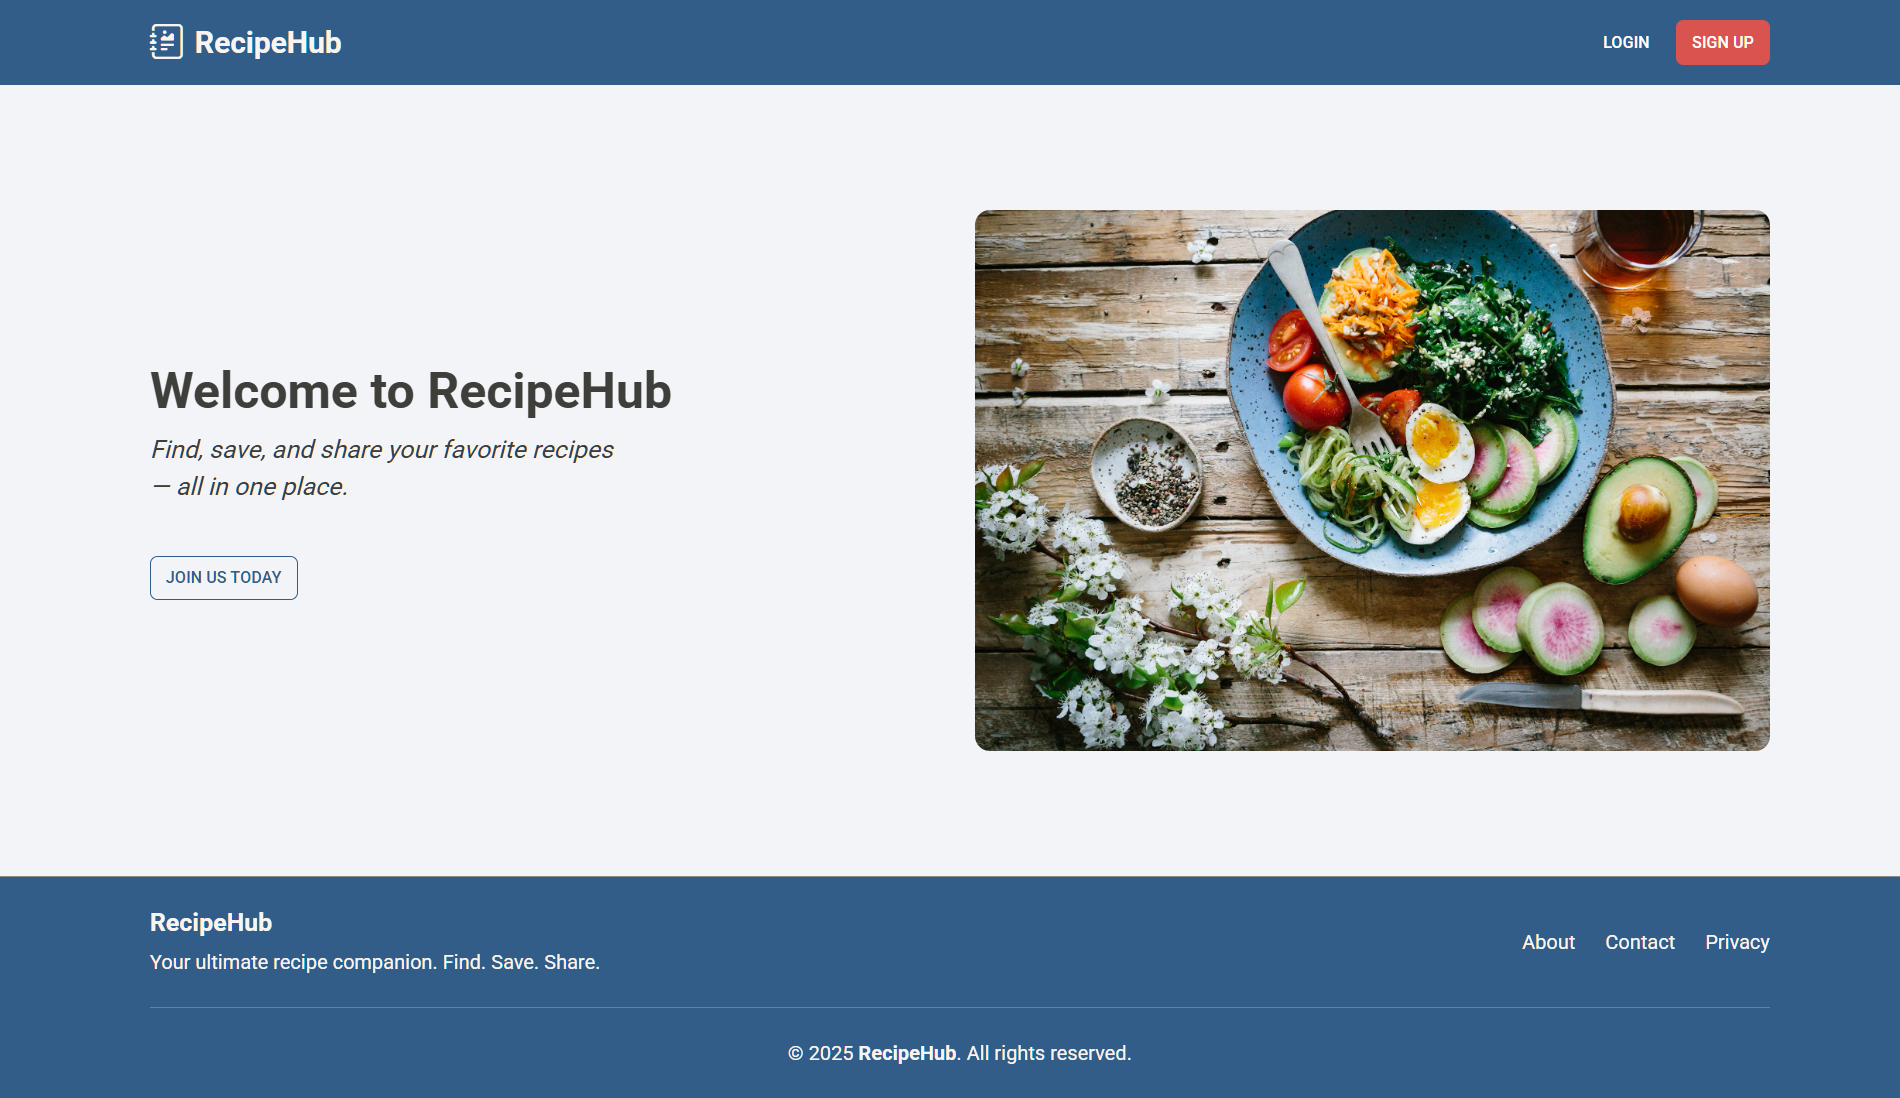 RecipeHub
LOGIN
SIGN UP
Welcome to RecipeHub
Find, save, and share your favorite recipes
— all in one place.
JOIN US TODAY
RecipeHub
Your ultimate recipe companion. Find. Save. Share.
About
Contact
Privacy
© 2025 RecipeHub. All rights reserved.